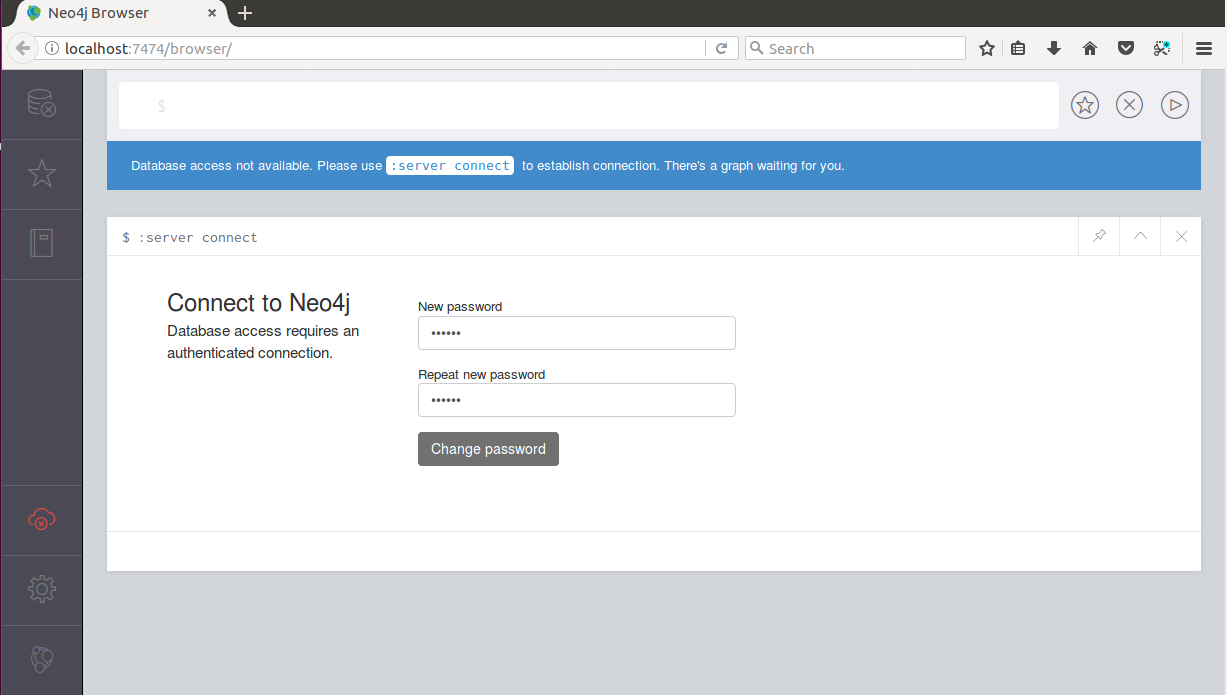 Neo4j Browser
localhost:7474/browser/
Search
$
Database access not available. Please use :server connect to establish connection. There's a graph waiting for you.
$ :server connect
Connect to Neo4j
Database access requires an
authenticated connection.
New password
••••••
Repeat new password
••••••
Change password